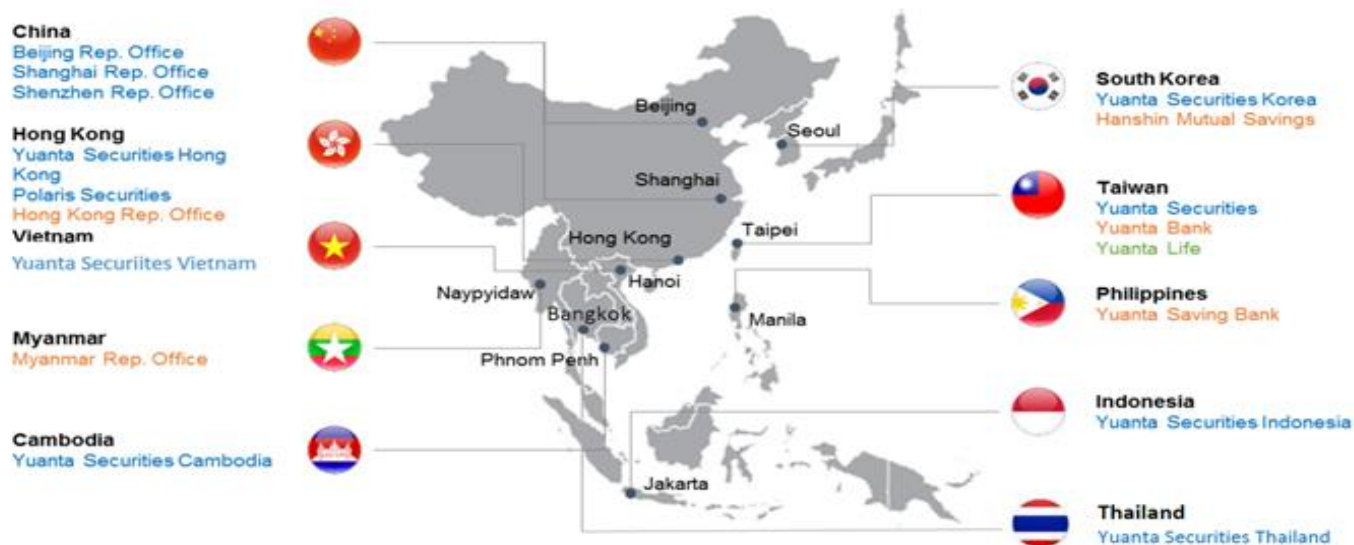 China
Beijing Rep. Office
Shanghai Rep. Office
Shenzhen Rep. Office
Hong Kong
Yuanta Securities Hong
Kong
Polaris Securities
Hong Kong Rep. Office
Vietnam
Yuanta Securiites Vietnam
Myanmar
Myanmar Rep. Office
Cambodia
Yuanta Securities Cambodia
Beijing
Seoul
Shanghai
Taipei
Hong Kong
Hanoi
Naypyidaw
Bangkok
Manila
Phnom Penh
Jakarta
South Korea
Yuanta Securities Korea
Hanshin Mutual Savings
Taiwan
Yuanta Securities
Yuanta Bank
Yuanta Life
Philippines
Yuanta Saving Bank
Indonesia
Yuanta Securities Indonesia
Thailand
Yuanta Securities Thailand